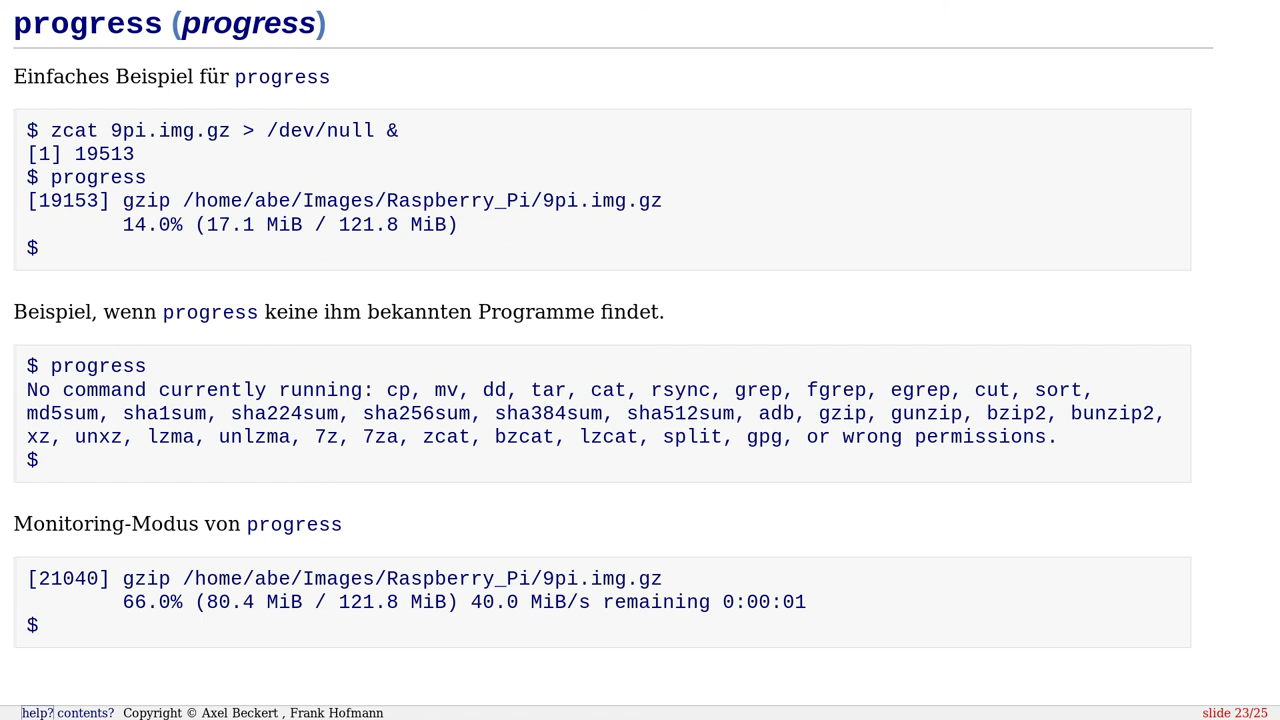 progress (progress)
Einfaches Beispiel für progress
$ zcat 9pi.img.gz > /dev/null &
[1] 19513
$ progress
[19153] gzip /home/abe/Images/Raspberry_Pi/9pi.img.gz
14.0% (17.1 MiB / 121.8 MiB)
$
Beispiel, wenn progress keine ihm bekannten Programme findet.
$ progress
No command currently running: cp, mv, dd, tar, cat, rsync, grep, fgrep, egrep, cut, sort,
md5sum, sha1sum, sha224sum, sha256sum, sha384sum, sha512sum, adb, gzip, gunzip, bzip2, bunzip2,
xz, unxz, lzma, unlzma, 7z, 7za, zcat, bzcat, lzcat, split, gpg, or wrong permissions.
$
Monitoring-Modus von progress
[21040] gzip /home/abe/Images/Raspberry_Pi/9pi.img.gz
66.0% (80.4 MiB / 121.8 MiB) 40.0 MiB/s remaining 0:00:01
$
help? contents? Copyright © Axel Beckert , Frank Hofmann slide 23/25